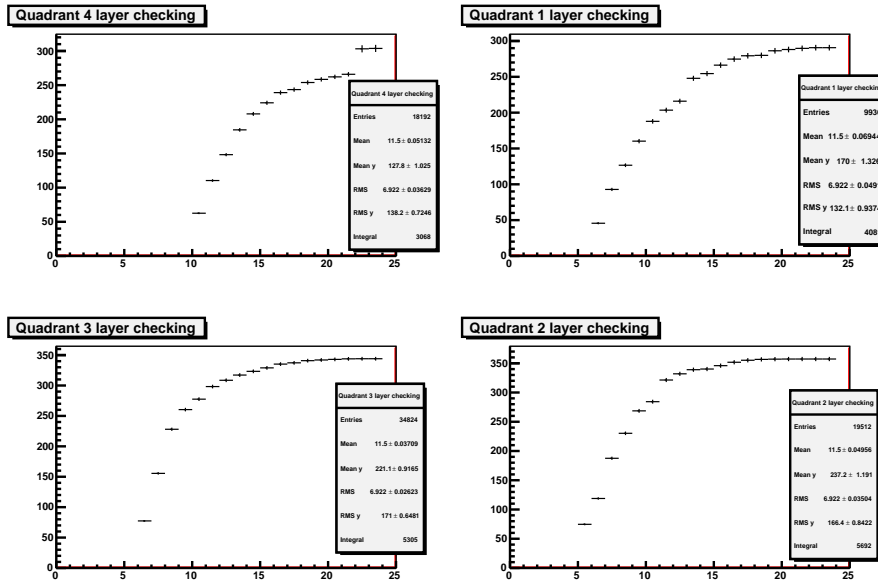 Quadrant 4 layer checking
300
250
200
150
100
50
0
0 5 10 15 20 25
Quadrant 4 layer checking
Entries 18192
Mean 11.5 ± 0.05132
Mean y 127.8 ± 1.025
RMS 6.922 ± 0.03629
RMS y 138.2 ± 0.7246
Integral 3068
Quadrant 1 layer checking
300
250
200
150
100
50
0
0 5 10 15 20 25
Quadrant 1 layer checking
Entries 9936
Mean 11.5 ± 0.06944
Mean y 170 ± 1.326
RMS 6.922 ± 0.0491
RMS y 132.1 ± 0.9374
Integral 408
Quadrant 3 layer checking
350
300
250
200
150
100
50
0
0 5 10 15 20 25
Quadrant 3 layer checking
Entries 34824
Mean 11.5 ± 0.03709
Mean y 221.1 ± 0.9165
RMS 6.922 ± 0.02623
RMS y 171 ± 0.6481
Integral 5305
Quadrant 2 layer checking
350
300
250
200
150
100
50
0
0 5 10 15 20 25
Quadrant 2 layer checking
Entries 19512
Mean 11.5 ± 0.04956
Mean y 237.2 ± 1.191
RMS 6.922 ± 0.03504
RMS y 166.4 ± 0.8422
Integral 5692